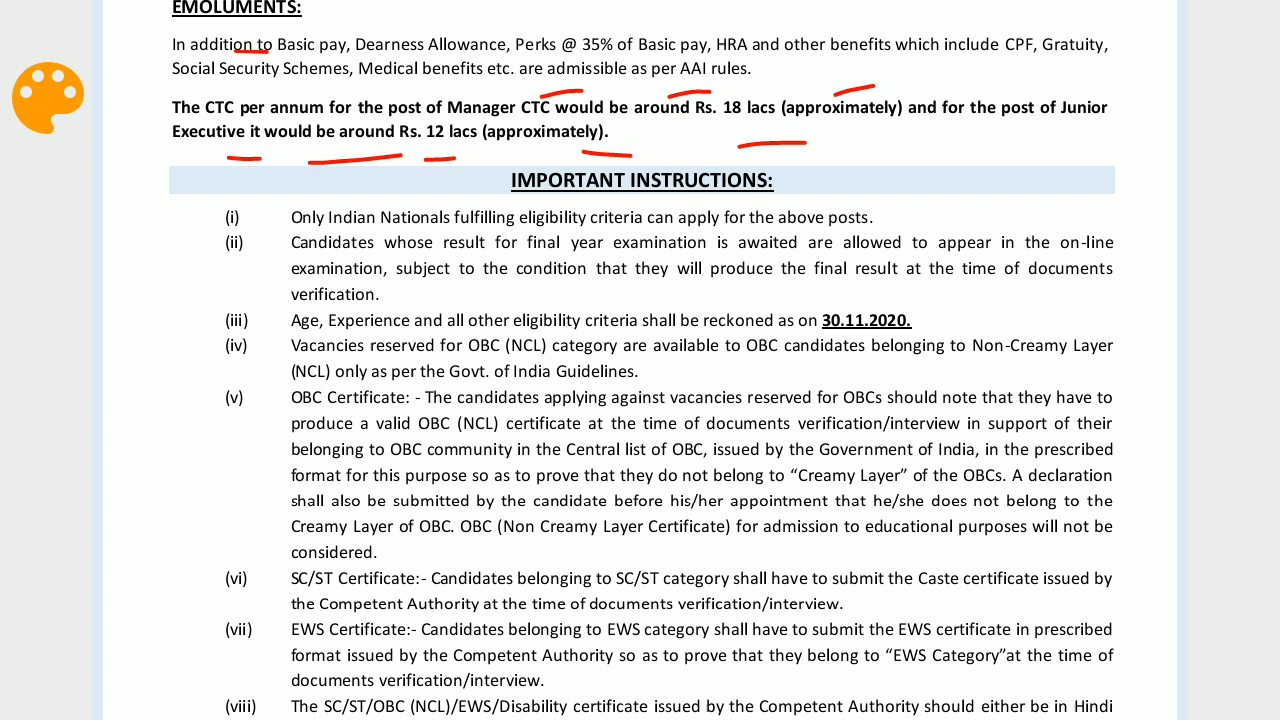 EMOLUMENTS:
In addition to Basic pay, Dearness Allowance, Perks @ 35% of Basic pay, HRA and other benefits which include CPF, Gratuity,
Social Security Schemes, Medical benefits etc. are admissible as per AAI rules.
The CTC per annum for the post of Manager CTC would be around Rs. 18 lacs (approximately) and for the post of Junior
Executive it would be around Rs. 12 lacs (approximately).
IMPORTANT INSTRUCTIONS:
(i) Only Indian Nationals fulfilling eligibility criteria can apply for the above posts.
(ii) Candidates whose result for final year examination is awaited are allowed to appear in the on-line
examination, subject to the condition that they will produce the final result at the time of documents
verification.
(iii) Age, Experience and all other eligibility criteria shall be reckoned as on 30.11.2020.
(iv) Vacancies reserved for OBC (NCL) category are available to OBC candidates belonging to Non-Creamy Layer
(NCL) only as per the Govt. of India Guidelines.
(v) OBC Certificate: - The candidates applying against vacancies reserved for OBCs should note that they have to
produce a valid OBC (NCL) certificate at the time of documents verification/interview in support of their
belonging to OBC community in the Central list of OBC, issued by the Government of India, in the prescribed
format for this purpose so as to prove that they do not belong to “Creamy Layer” of the OBCs. A declaration
shall also be submitted by the candidate before his/her appointment that he/she does not belong to the
Creamy Layer of OBC. OBC (Non Creamy Layer Certificate) for admission to educational purposes will not be
considered.
(vi) SC/ST Certificate:- Candidates belonging to SC/ST category shall have to submit the Caste certificate issued by
the Competent Authority at the time of documents verification/interview.
(vii) EWS Certificate:- Candidates belonging to EWS category shall have to submit the EWS certificate in prescribed
format issued by the Competent Authority so as to prove that they belong to “EWS Category”at the time of
documents verification/interview.
(viii) The SC/ST/OBC (NCL)/EWS/Disability certificate issued by the Competent Authority should either be in Hindi